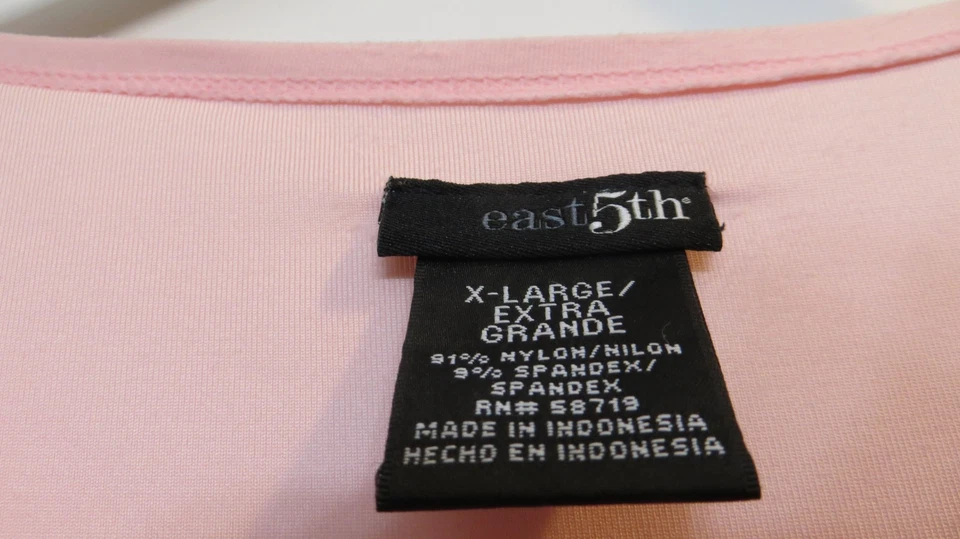 east5th
X-LARGE/
EXTRA
GRANDE
91% NYLON/NILON
9% SPANDEX/
SPANDEX
RN# 58719
MADE IN INDONESIA
HECHO EN INDONESIA